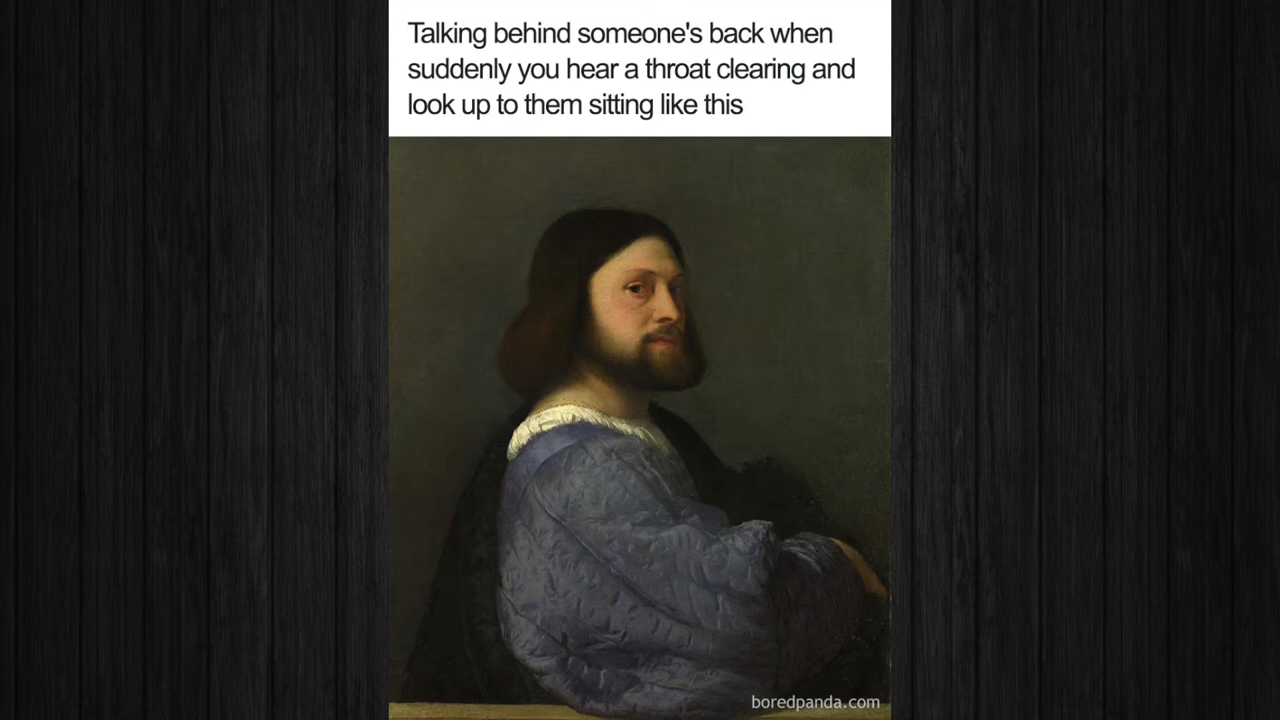 Talking behind someone's back when
suddenly you hear a throat clearing and
look up to them sitting like this
boredpanda.com